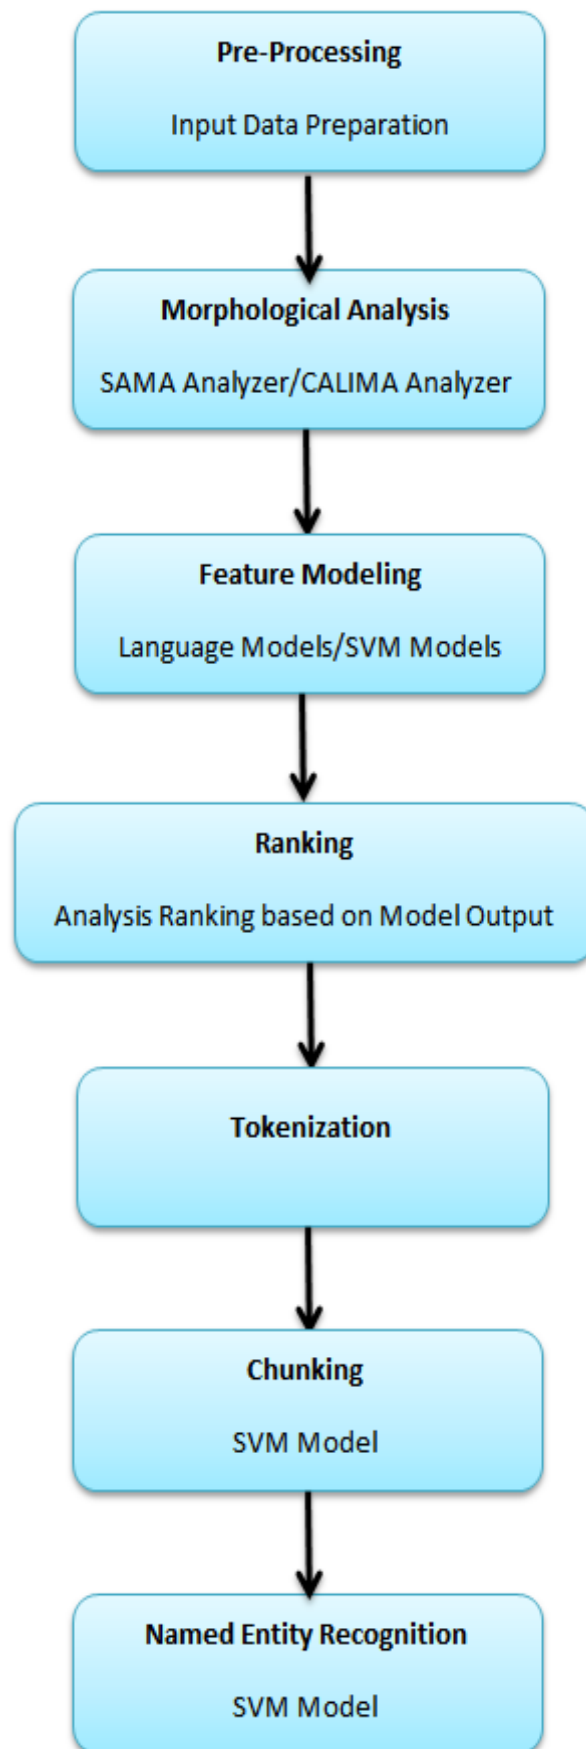 Pre-Processing
Input Data Preparation
Morphological Analysis
SAMA Analyzer/CALIMA Analyzer
Feature Modeling
Language Models/SVM Models
Ranking
Analysis Ranking based on Model Output
Tokenization
Chunking
SVM Model
Named Entity Recognition
SVM Model